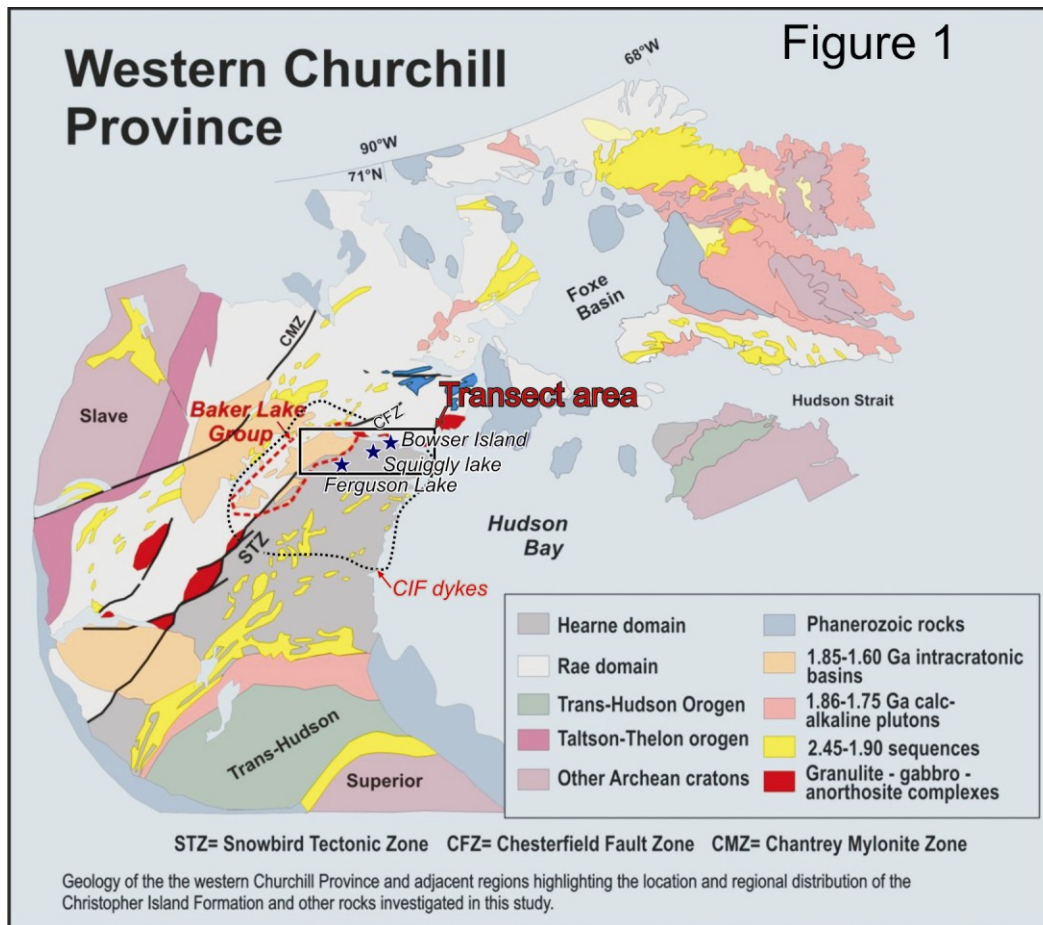 Figure 1
Western Churchill
Province
68°W
90°W
71°N
Foxe
Basin
CMZ
Slave
Baker Lake
Group
CFZ
Transect area
Hudson Strait
Bowser Island
Squiggly lake
Ferguson Lake
STZ
Hudson
Bay
CIF dykes
Trans-Hudson
Superior
Hearne domain
Rae domain
Trans-Hudson Orogen
Taltson-Thelon orogen
Other Archean cratons
Phanerozoic rocks
1.85-1.60 Ga intracratonic
basins
1.86-1.75 Ga calc-
alkaline plutons
2.45-1.90 sequences
Granulite - gabbro -
anorthosite complexes
STZ= Snowbird Tectonic Zone CFZ= Chesterfield Fault Zone CMZ= Chantrey Mylonite Zone
Geology of the the western Churchill Province and adjacent regions highlighting the location and regional distribution of the
Christopher Island Formation and other rocks investigated in this study.